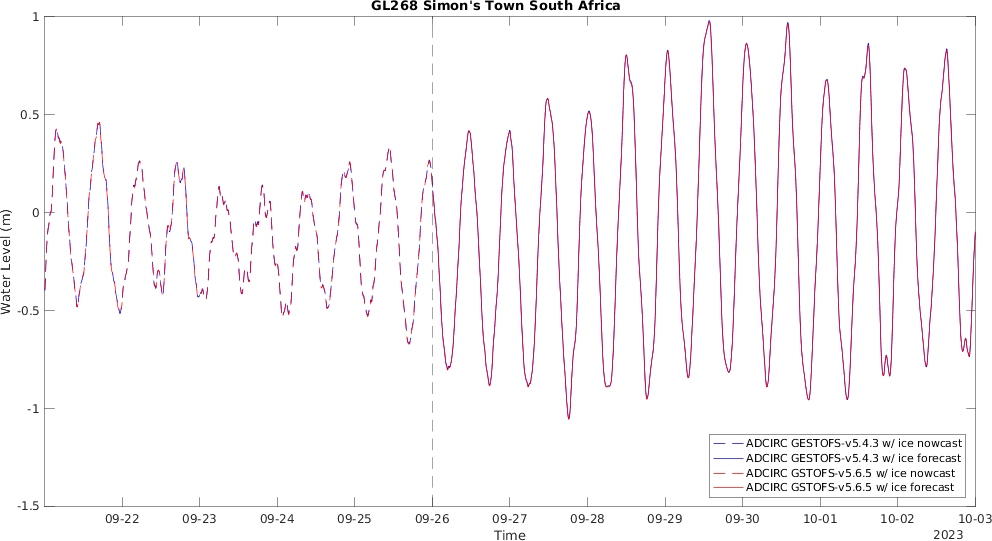 GL268 Simon's Town South Africa
Water Level (m)
1
0.5
0
-0.5
-1
-1.5
ADCIRC GESTOFS-v5.4.3 w/ ice nowcast
ADCIRC GESTOFS-v5.4.3 w/ ice forecast
ADCIRC GSTOFS-v5.6.5 w/ ice nowcast
ADCIRC GSTOFS-v5.6.5 w/ ice forecast
09-22 09-23 09-24 09-25 09-26 09-27 09-28 09-29 09-30 10-01 10-02 10-03
Time
2023